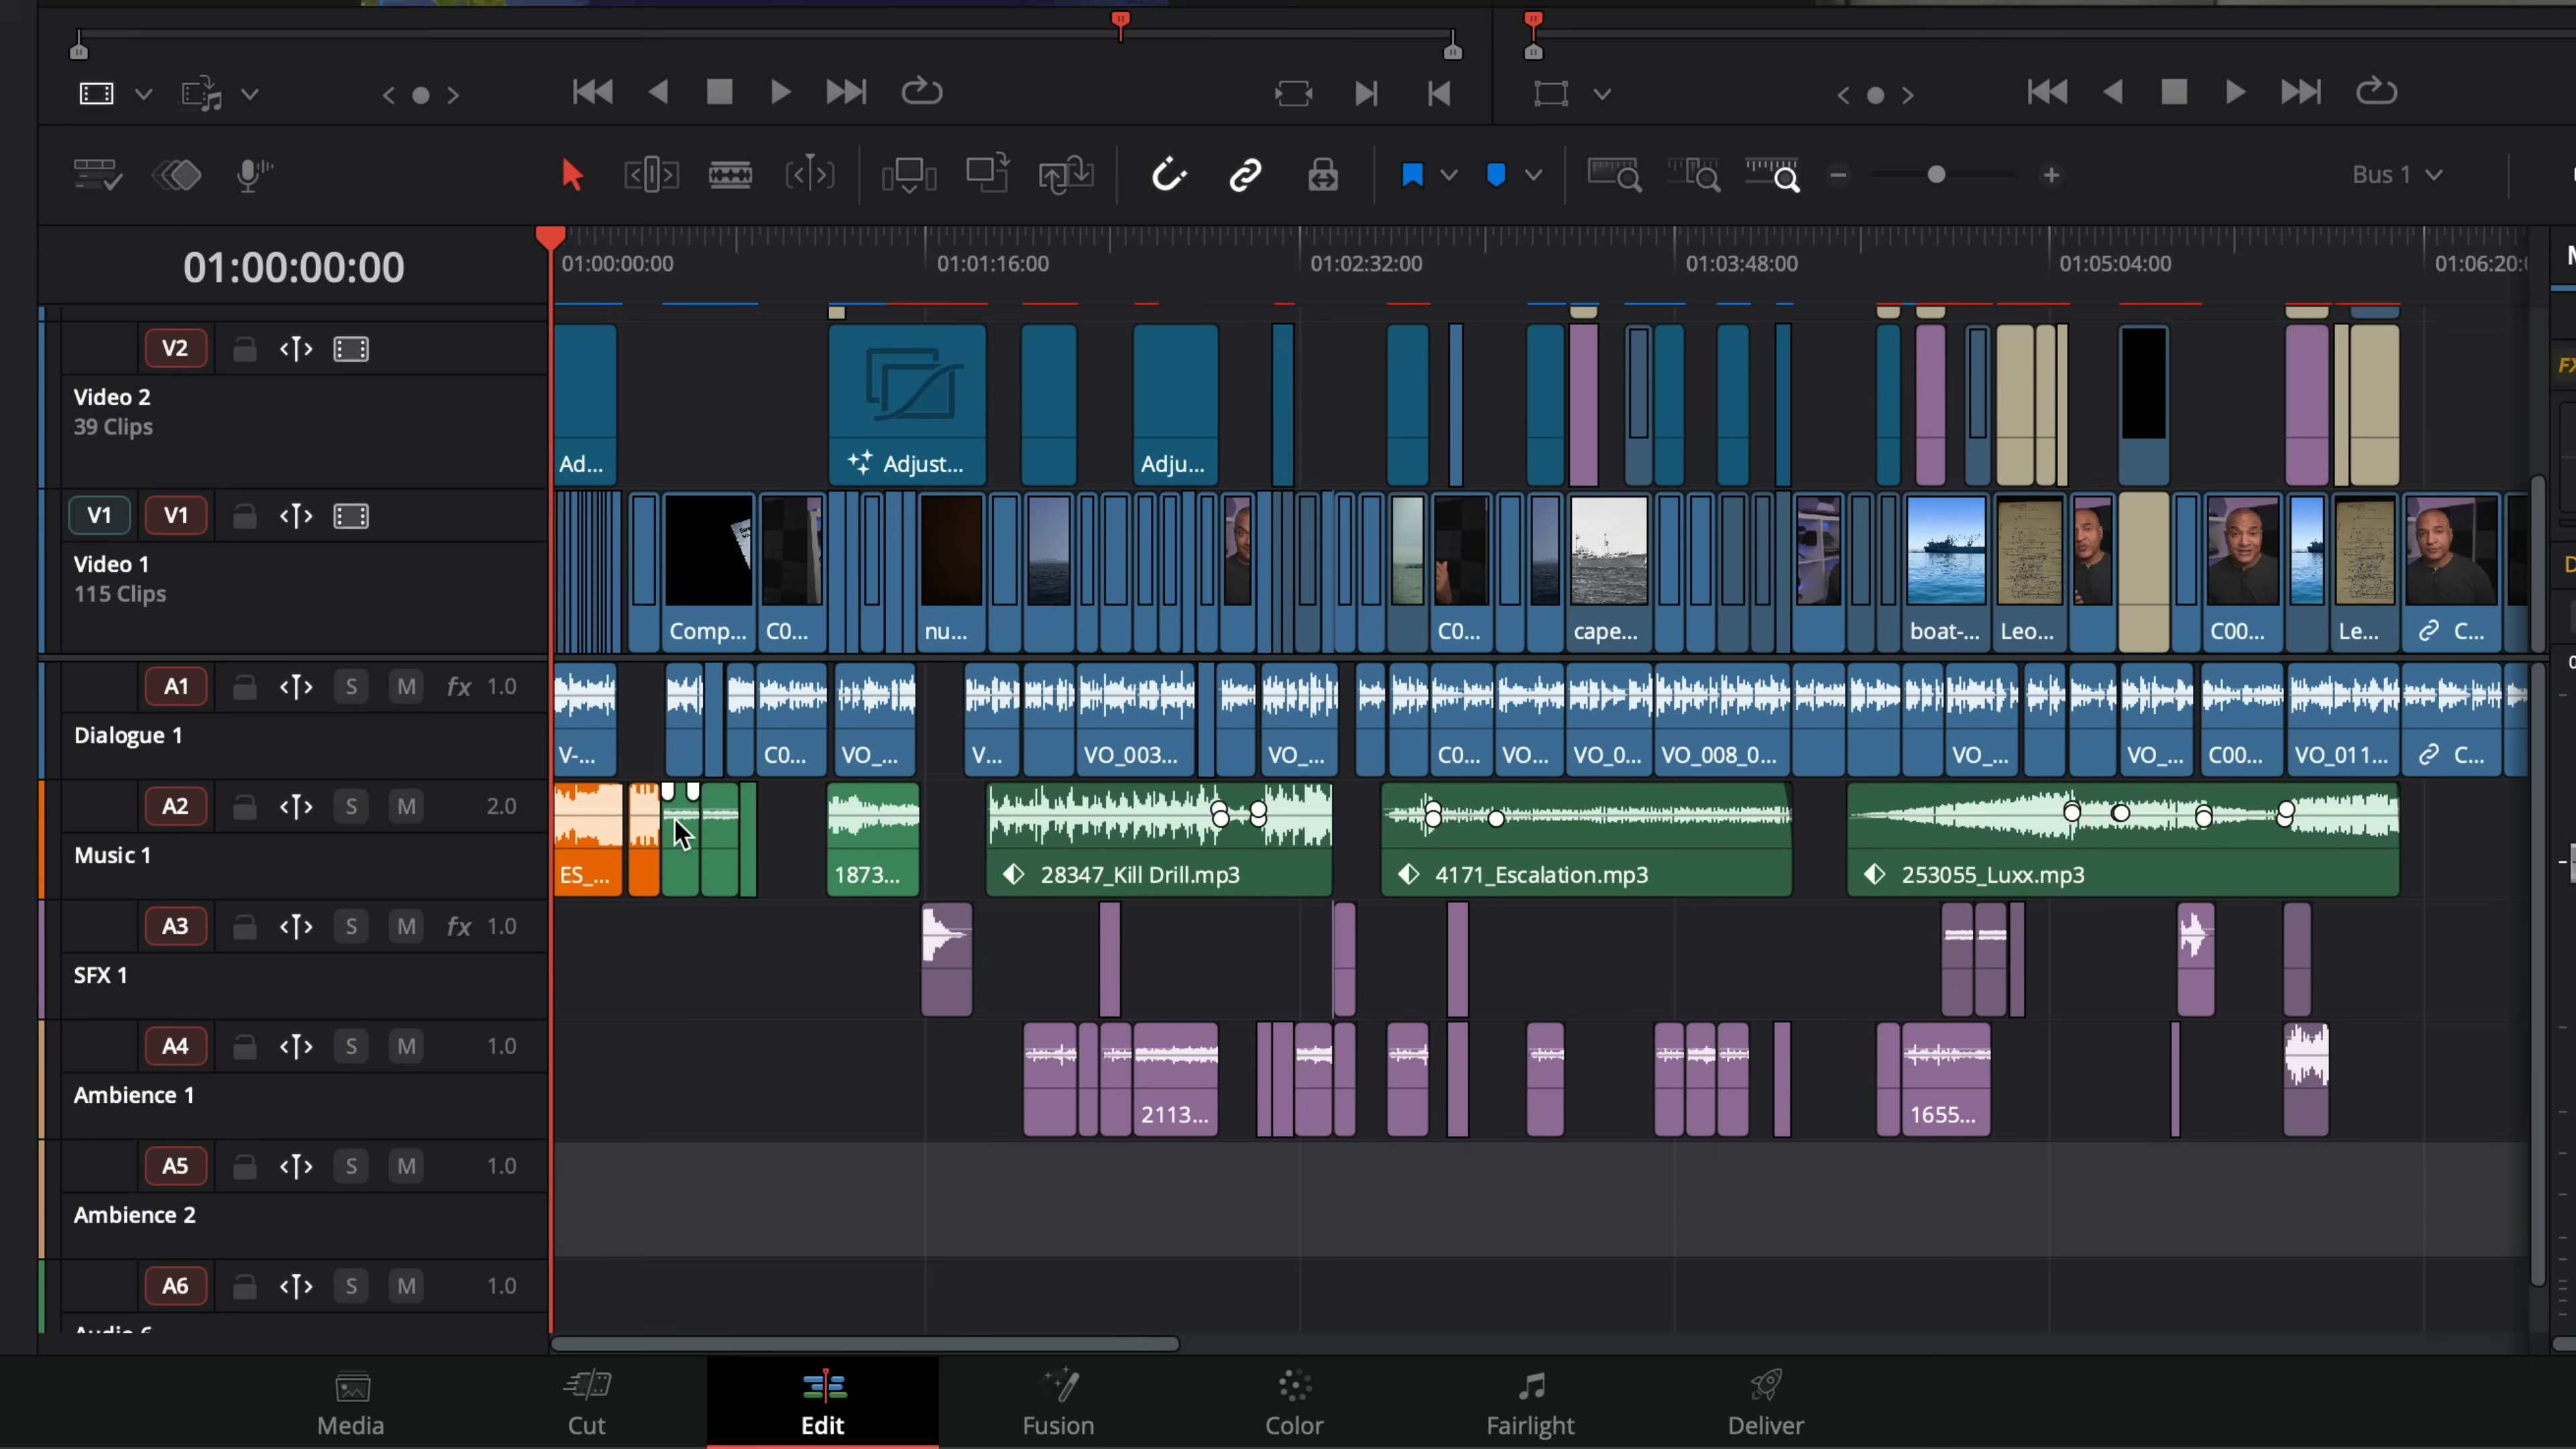 Bus 1
01:00:00:00
01:00:00:00 01:01:16:00 01:02:32:00 01:03:48:00 01:05:04:00 01:06:20:
V2
Video 2
39 Clips
Ad... Adjust... Adju...
FX
V1 V1
Video 1
115 Clips
Comp... C0... nu... C0... cape... boat-... Leo... C00... Le... C...
A1 S M fx 1.0
Dialogue 1
V-... C0... VO_... V... VO_003... VO_... C0... VO... VO_0... VO_008_0... VO_... VO_... C00... VO_011... C...
A2 S M 2.0
Music 1
ES_... 1873... 28347_Kill Drill.mp3 4171_Escalation.mp3 253055_Luxx.mp3
A3 S M fx 1.0
SFX 1
A4 S M 1.0
Ambience 1
2113... 1655...
A5 S M 1.0
Ambience 2
A6 S M 1.0
Media Cut Edit Fusion Color Fairlight Deliver